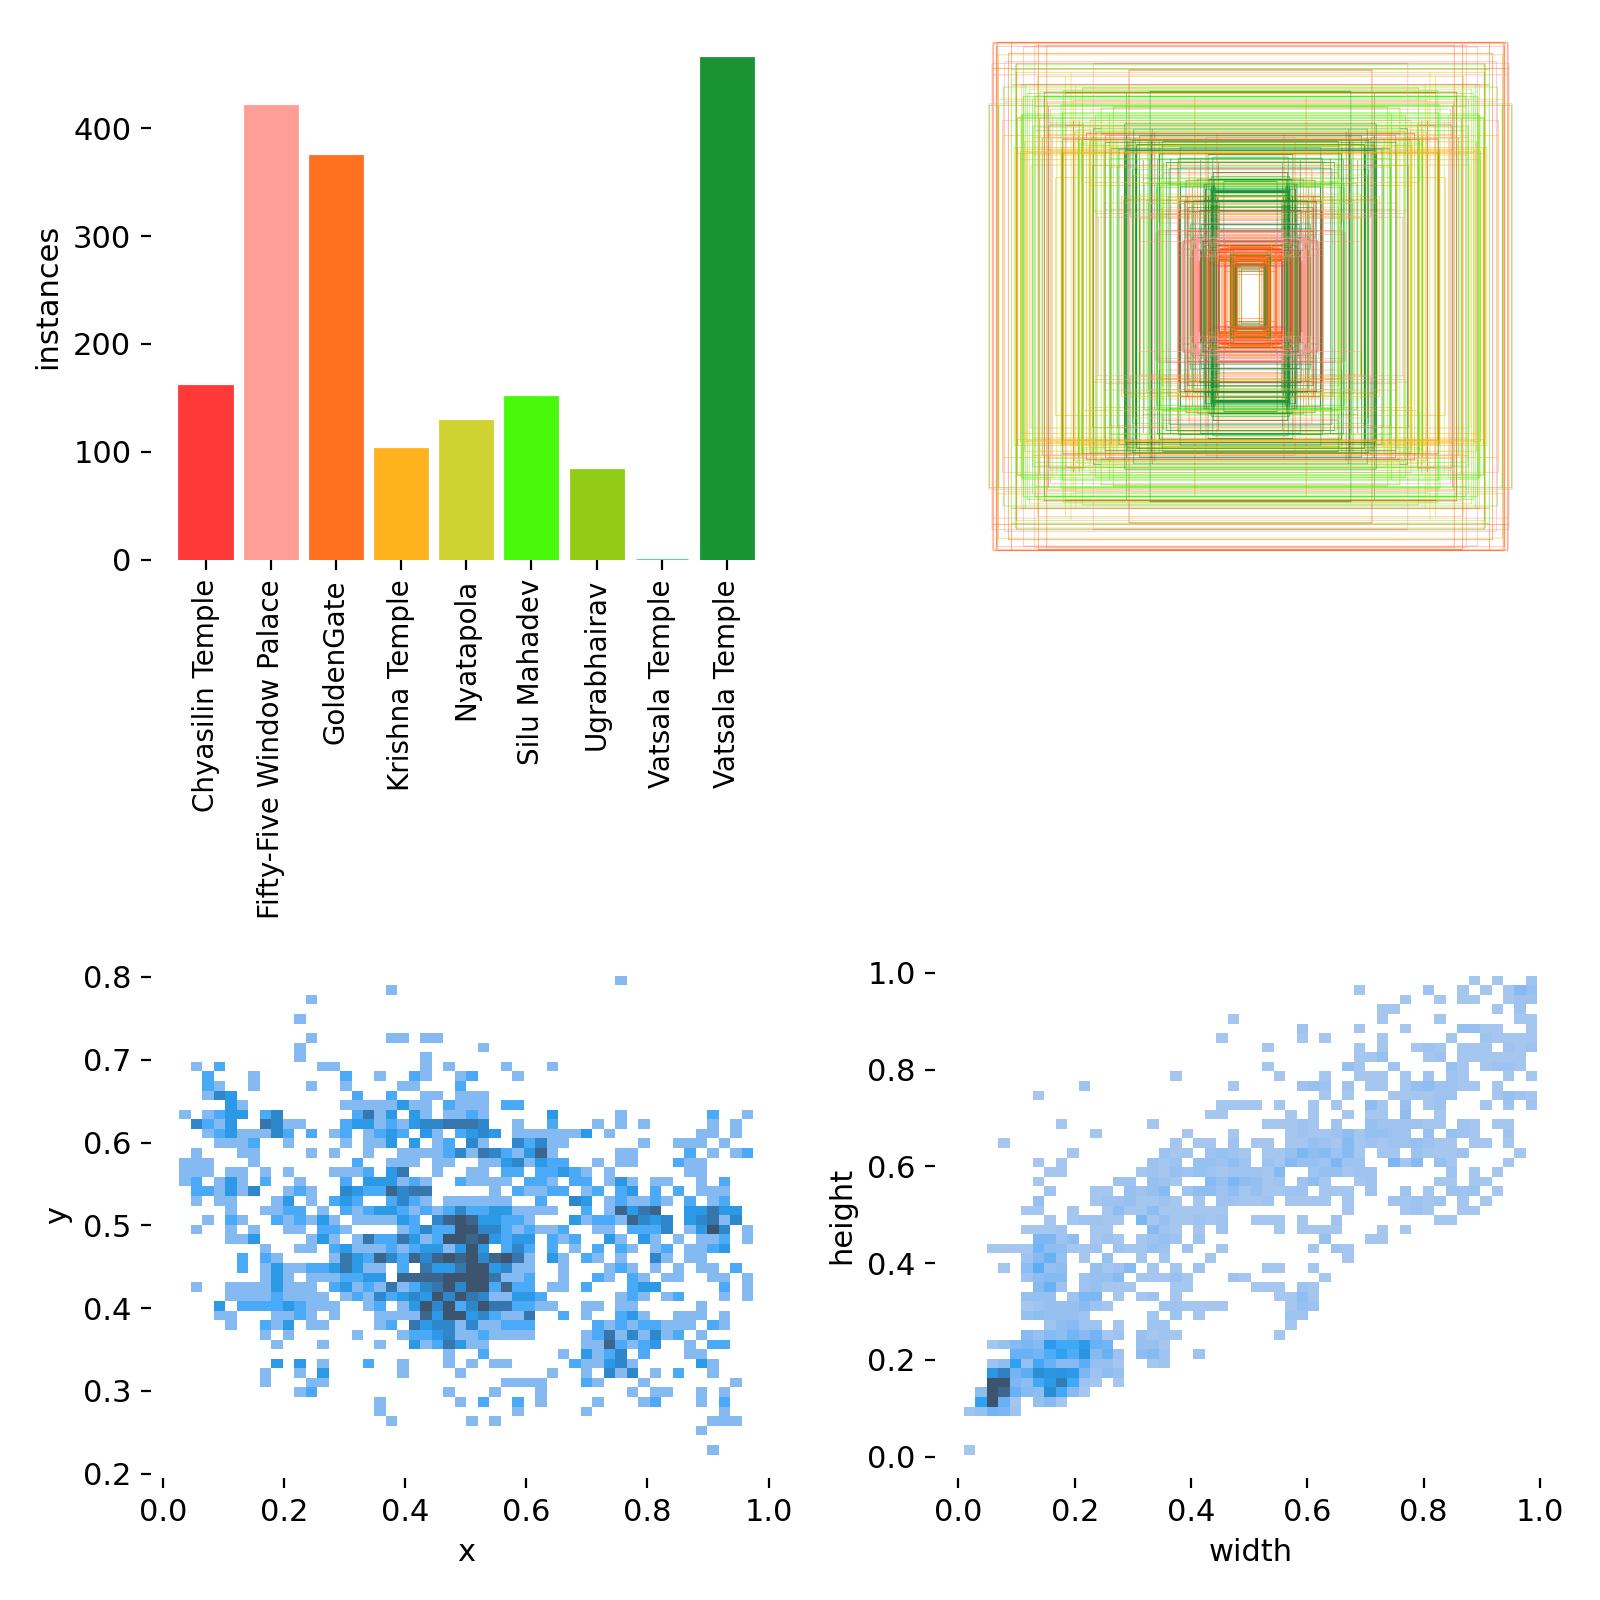 instances
400
300
200
100
0
Chyasilin Temple
Fifty-Five Window Palace
GoldenGate
Krishna Temple
Nyatapola
Silu Mahadev
Ugrabhairav
Vatsala Temple
Vatsala Temple
y
0.8
0.7
0.6
0.5
0.4
0.3
0.2
0.0 0.2 0.4 0.6 0.8 1.0
x
height
1.0
0.8
0.6
0.4
0.2
0.0
0.0 0.2 0.4 0.6 0.8 1.0
width